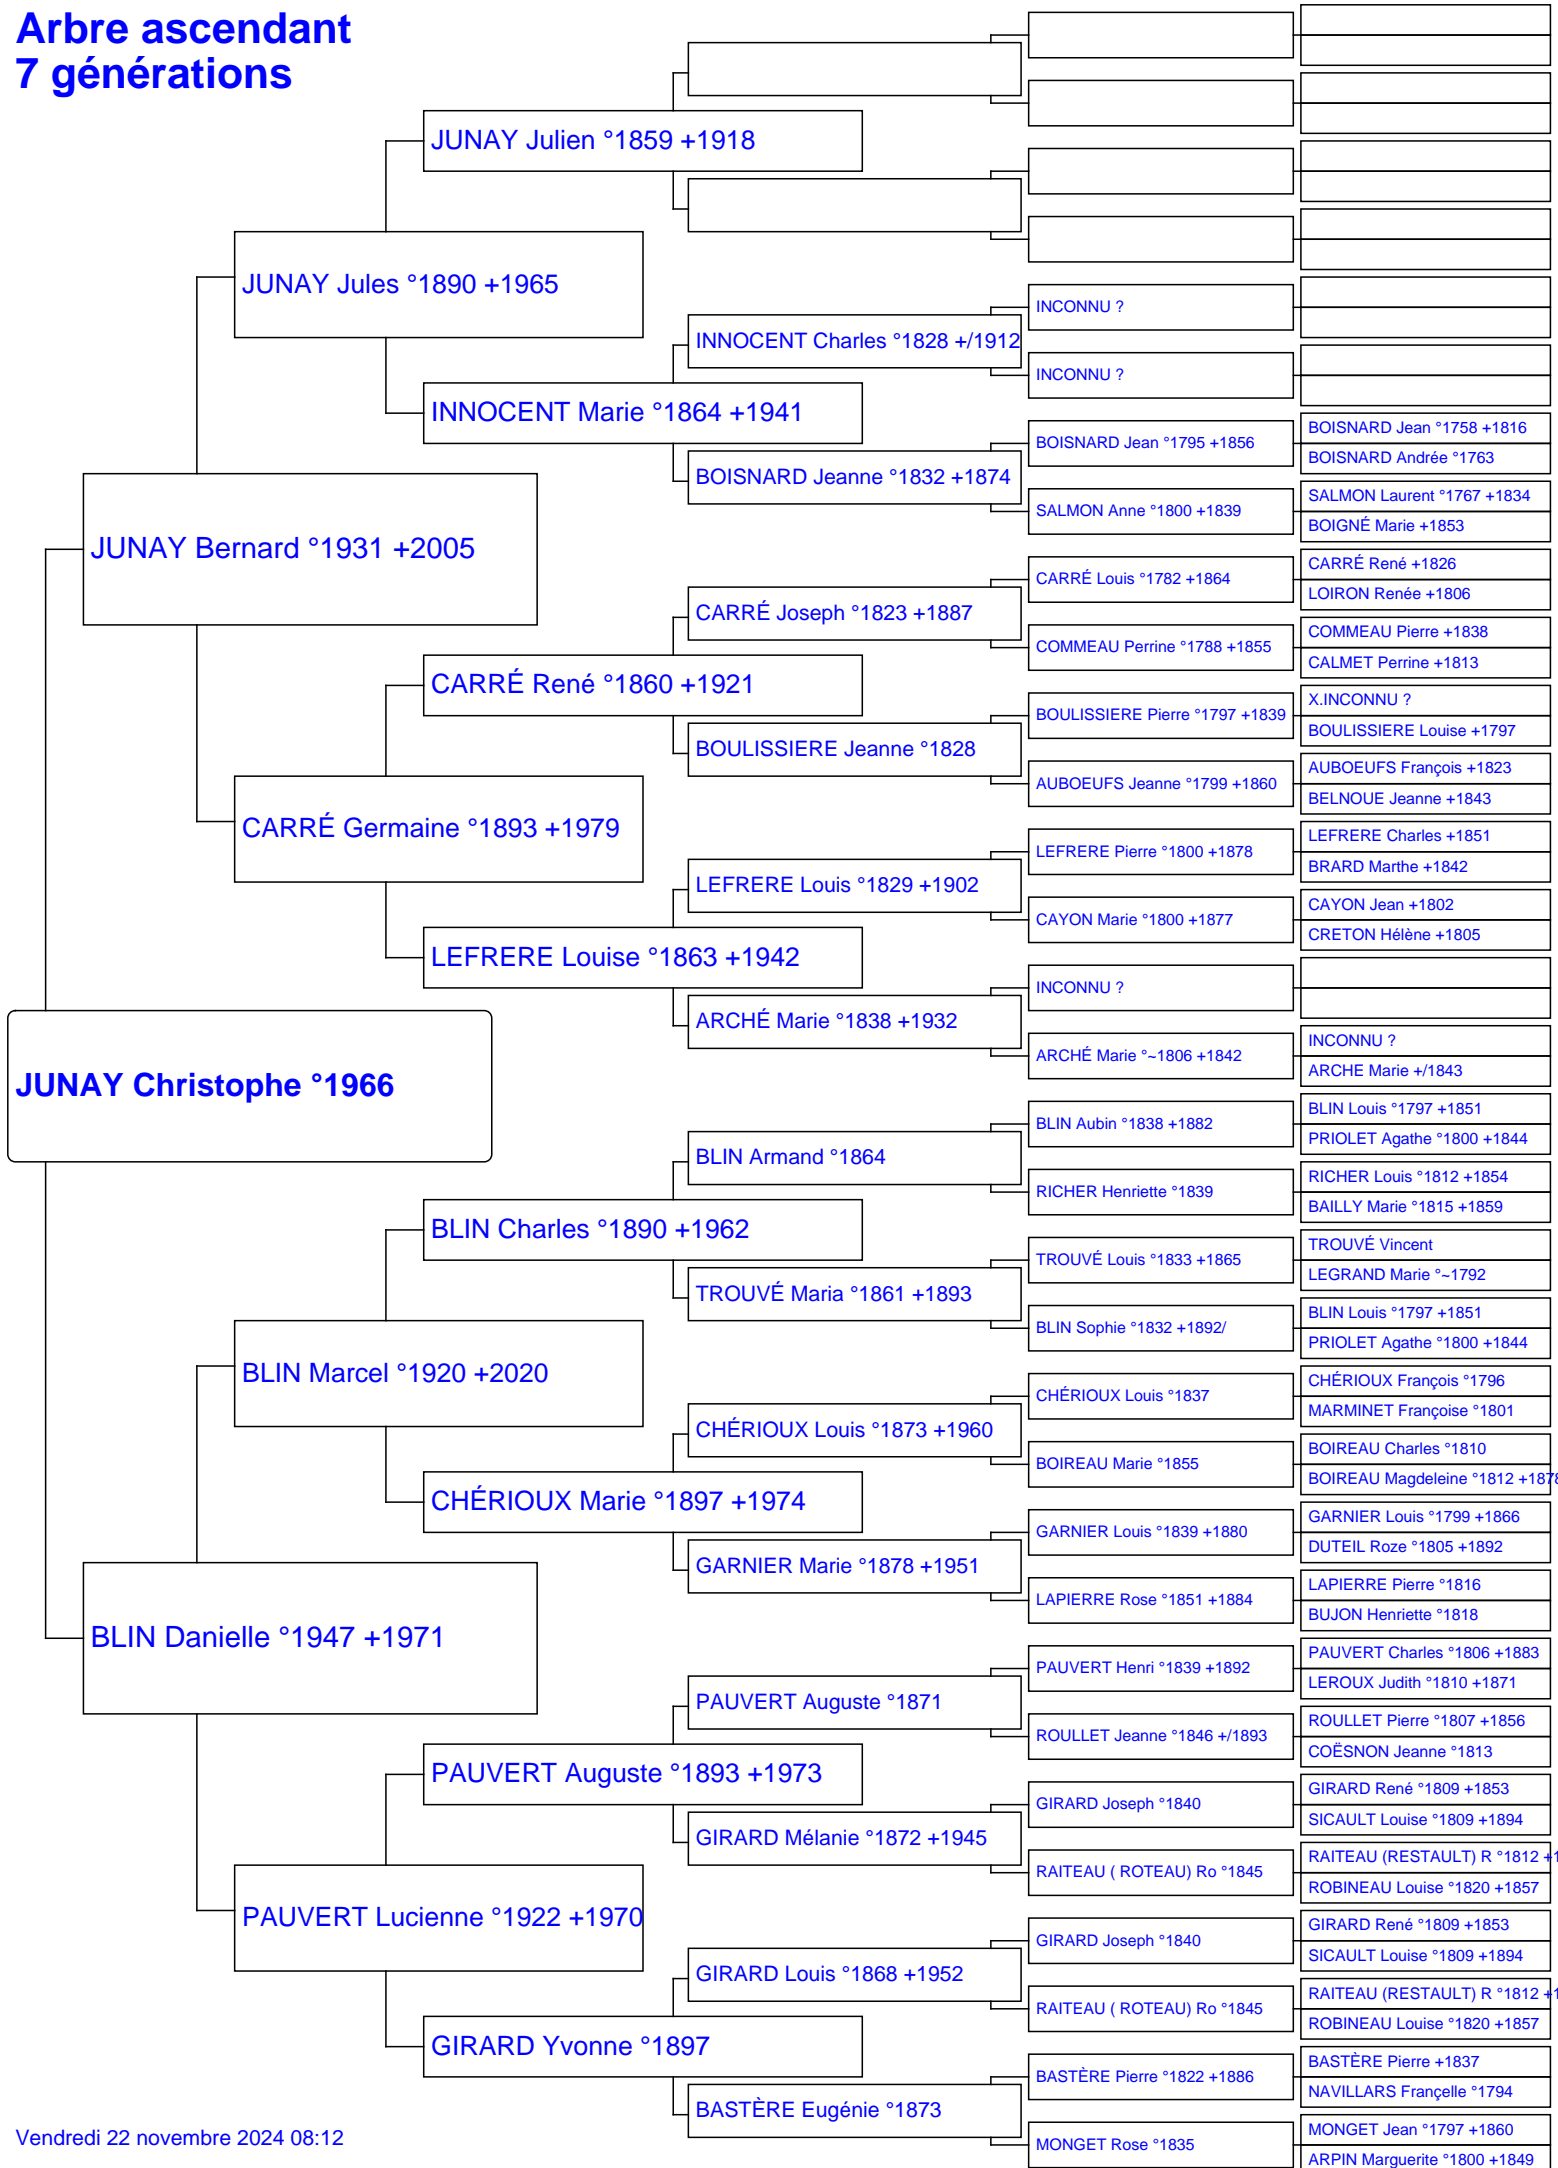 Arbre ascendant
7 générations
JUNAY Christophe °1966
JUNAY Bernard °1931 +2005
BLIN Danielle °1947 +1971
JUNAY Jules °1890 +1965
CARRÉ Germaine °1893 +1979
BLIN Marcel °1920 +2020
PAUVERT Lucienne °1922 +1970
JUNAY Julien °1859 +1918
INNOCENT Marie °1864 +1941
CARRÉ René °1860 +1921
LEFRERE Louise °1863 +1942
BLIN Charles °1890 +1962
CHÉRIOUX Marie °1897 +1974
PAUVERT Auguste °1893 +1973
GIRARD Yvonne °1897
INNOCENT Charles °1828 +/1912
BOISNARD Jeanne °1832 +1874
CARRÉ Joseph °1823 +1887
BOULISSIERE Jeanne °1828
LEFRERE Louis °1829 +1902
ARCHÉ Marie °1838 +1932
BLIN Armand °1864
TROUVÉ Maria °1861 +1893
CHÉRIOUX Louis °1873 +1960
GARNIER Marie °1878 +1951
PAUVERT Auguste °1871
GIRARD Mélanie °1872 +1945
GIRARD Louis °1868 +1952
BASTÈRE Eugénie °1873
INCONNU ?
INCONNU ?
BOISNARD Jean °1795 +1856
SALMON Anne °1800 +1839
CARRÉ Louis °1782 +1864
COMMEAU Perrine °1788 +1855
BOULISSIERE Pierre °1797 +1839
AUBOEUFS Jeanne °1799 +1860
LEFRERE Pierre °1800 +1878
CAYON Marie °1800 +1877
INCONNU ?
ARCHÉ Marie °~1806 +1842
BLIN Aubin °1838 +1882
RICHER Henriette °1839
TROUVÉ Louis °1833 +1865
BLIN Sophie °1832 +1892/
CHÉRIOUX Louis °1837
BOIREAU Marie °1855
GARNIER Louis °1839 +1880
LAPIERRE Rose °1851 +1884
PAUVERT Henri °1839 +1892
ROULLET Jeanne °1846 +/1893
GIRARD Joseph °1840
RAITEAU ( ROTEAU) Ro °1845
GIRARD Joseph °1840
RAITEAU ( ROTEAU) Ro °1845
BASTÈRE Pierre °1822 +1886
MONGET Rose °1835
BOISNARD Jean °1758 +1816
BOISNARD Andrée °1763
SALMON Laurent °1767 +1834
BOIGNÉ Marie +1853
CARRÉ René +1826
LOIRON Renée +1806
COMMEAU Pierre +1838
CALMET Perrine +1813
X.INCONNU ?
BOULISSIERE Louise +1797
AUBOEUFS François +1823
BELNOUE Jeanne +1843
LEFRERE Charles +1851
BRARD Marthe +1842
CAYON Jean +1802
CRETON Hélène +1805
INCONNU ?
ARCHE Marie +/1843
BLIN Louis °1797 +1851
PRIOLET Agathe °1800 +1844
RICHER Louis °1812 +1854
BAILLY Marie °1815 +1859
TROUVÉ Vincent
LEGRAND Marie °~1792
BLIN Louis °1797 +1851
PRIOLET Agathe °1800 +1844
CHÉRIOUX François °1796
MARMINET Françoise °1801
BOIREAU Charles °1810
BOIREAU Magdeleine °1812 +1878
GARNIER Louis °1799 +1866
DUTEIL Roze °1805 +1892
LAPIERRE Pierre °1816
BUJON Henriette °1818
PAUVERT Charles °1806 +1883
LEROUX Judith °1810 +1871
ROULLET Pierre °1807 +1856
COËSNON Jeanne °1813
GIRARD René °1809 +1853
SICAULT Louise °1809 +1894
RAITEAU (RESTAULT) R °1812 +1
ROBINEAU Louise °1820 +1857
GIRARD René °1809 +1853
SICAULT Louise °1809 +1894
RAITEAU (RESTAULT) R °1812 +1
ROBINEAU Louise °1820 +1857
BASTÈRE Pierre +1837
NAVILLARS Françelle °1794
MONGET Jean °1797 +1860
ARPIN Marguerite °1800 +1849
Vendredi 22 novembre 2024 08:12